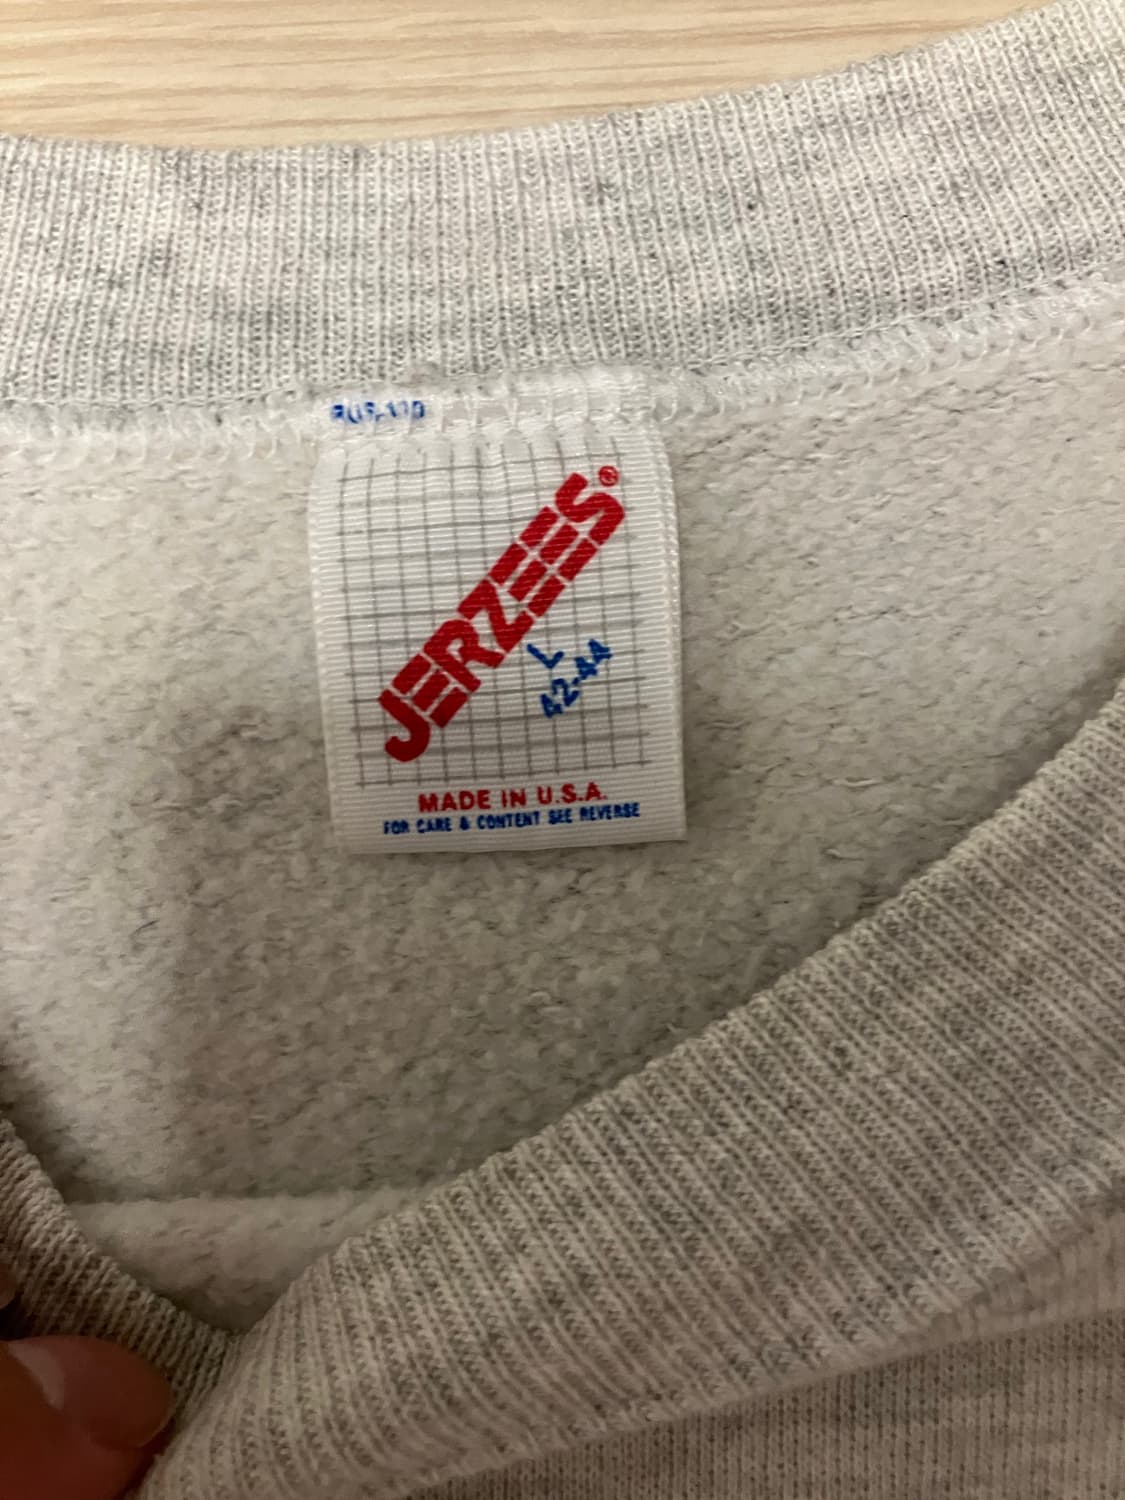 JERZEES®
L
42-44
MADE IN U.S.A.
FOR CARE & CONTENT SEE REVERSE